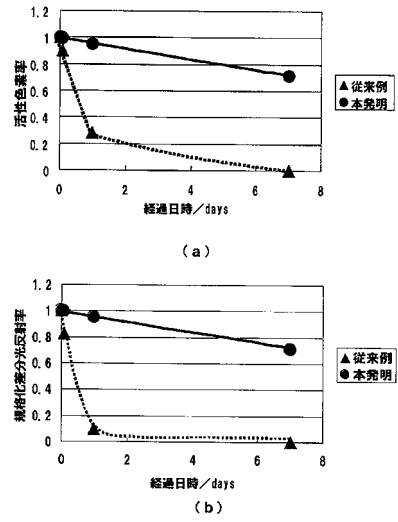 1.2
1
0.8
0.6
0.4
0.2
0
活性色素率
0 2 4 6 8
経過日時/days
▲ 従来例
● 本発明
(a)
1.2
1
0.8
0.6
0.4
0.2
0
規格化差分光反射率
0 2 4 6 8
経過日時/days
▲ 従来例
● 本発明
(b)